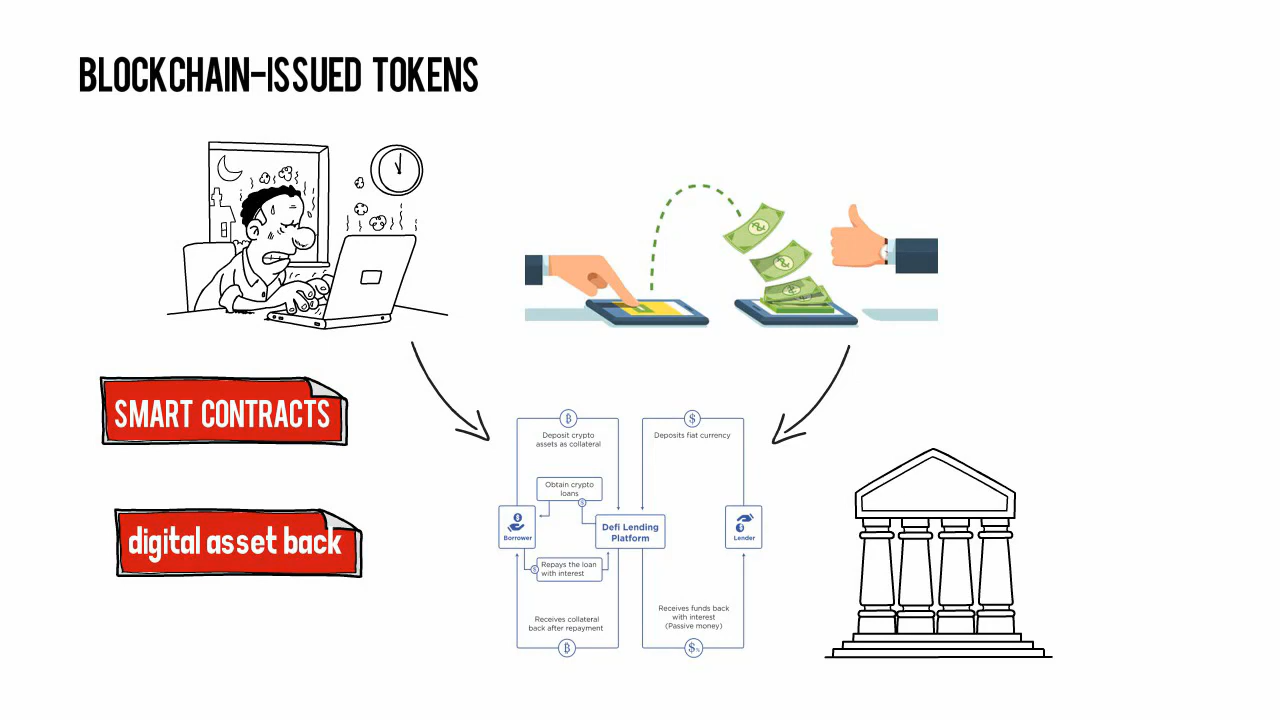 BLOCKCHAIN-ISSUED TOKENS
SMART CONTRACTS
digital asset back
Deposit crypto
assets as collateral
Deposits fiat currency
Obtain crypto
loans
Borrower
Defi Lending
Platform
Lender
Repays the loan
with interest
Receives collateral
back after repayment
Receives funds back
with interest
(Passive money)